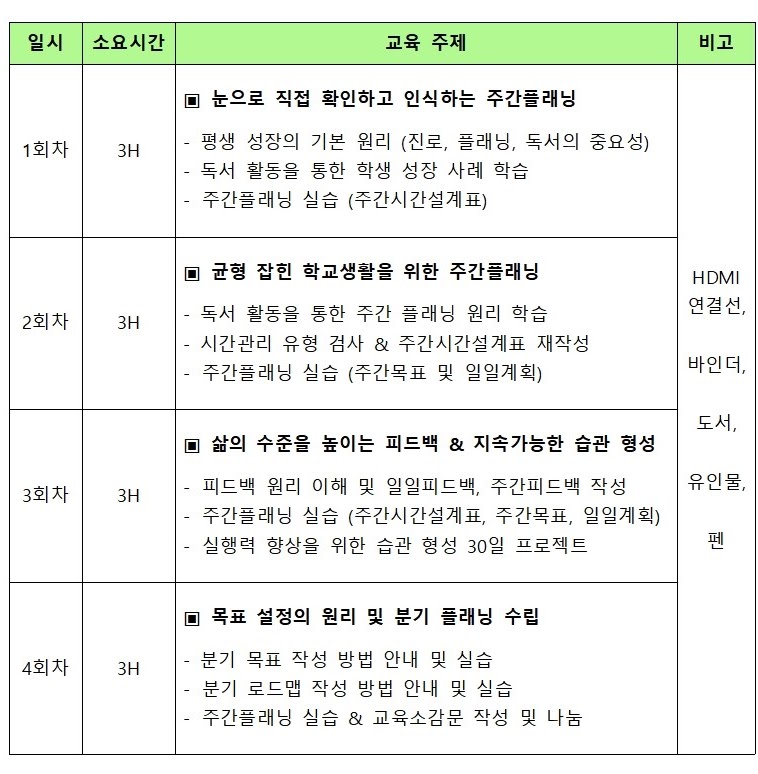 일시 소요시간 교육 주제 비고
▣ 눈으로 직접 확인하고 인식하는 주간플래닝
1회차 3H
- 평생 성장의 기본 원리 (진로, 플래닝, 독서의 중요성)
- 독서 활동을 통한 학생 성장 사례 학습
- 주간플래닝 실습 (주간시간설계표)
▣ 균형 잡힌 학교생활을 위한 주간플래닝
2회차 3H
- 독서 활동을 통한 주간 플래닝 원리 학습
- 시간관리 유형 검사 & 주간시간설계표 재작성
- 주간플래닝 실습 (주간목표 및 일일계획)
▣ 삶의 수준을 높이는 피드백 & 지속가능한 습관 형성
3회차 3H
- 피드백 원리 이해 및 일일피드백, 주간피드백 작성
- 주간플래닝 실습 (주간시간설계표, 주간목표, 일일계획)
- 실행력 향상을 위한 습관 형성 30일 프로젝트
▣ 목표 설정의 원리 및 분기 플래닝 수립
4회차 3H
- 분기 목표 작성 방법 안내 및 실습
- 분기 로드맵 작성 방법 안내 및 실습
- 주간플래닝 실습 & 교육소감문 작성 및 나눔
HDMI
연결선,
바인더,
도서,
유인물,
펜